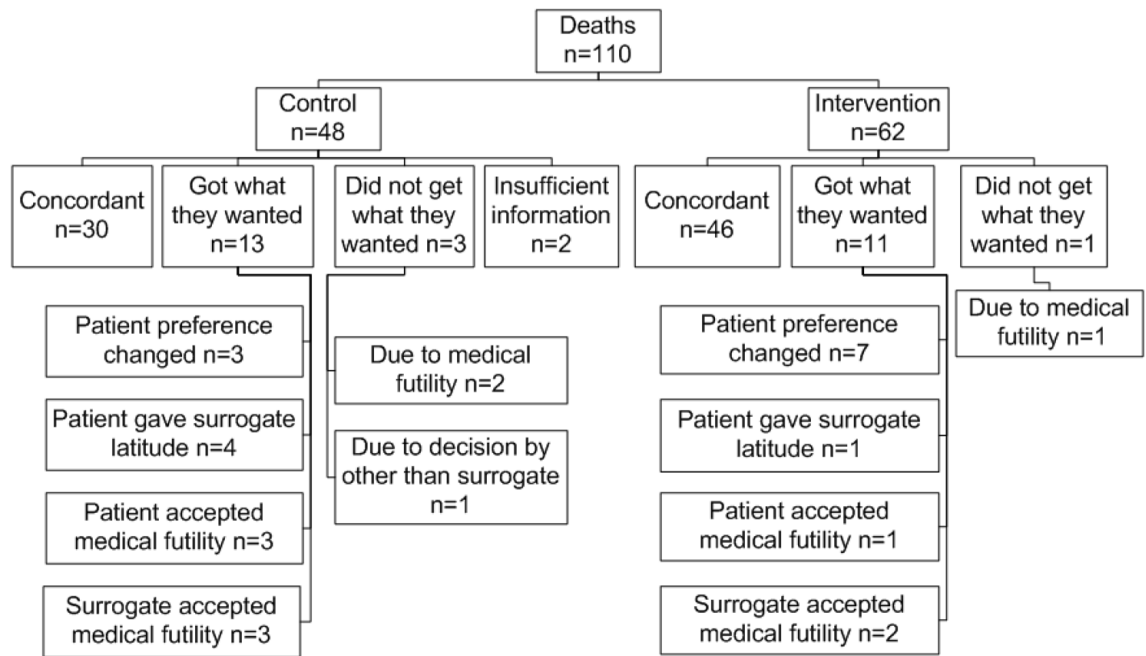 Deaths
n=110
Control
n=48
Intervention
n=62
Concordant
n=30
Got what
they wanted
n=13
Did not get
what they
wanted n=3
Insufficient
information
n=2
Concordant
n=46
Got what
they wanted
n=11
Did not get
what they
wanted n=1
Patient preference
changed n=3
Patient gave surrogate
latitude n=4
Patient accepted
medical futility n=3
Surrogate accepted
medical futility n=3
Due to medical
futility n=2
Due to decision by
other than surrogate
n=1
Patient preference
changed n=7
Patient gave surrogate
latitude n=1
Patient accepted
medical futility n=1
Surrogate accepted
medical futility n=2
Due to medical
futility n=1